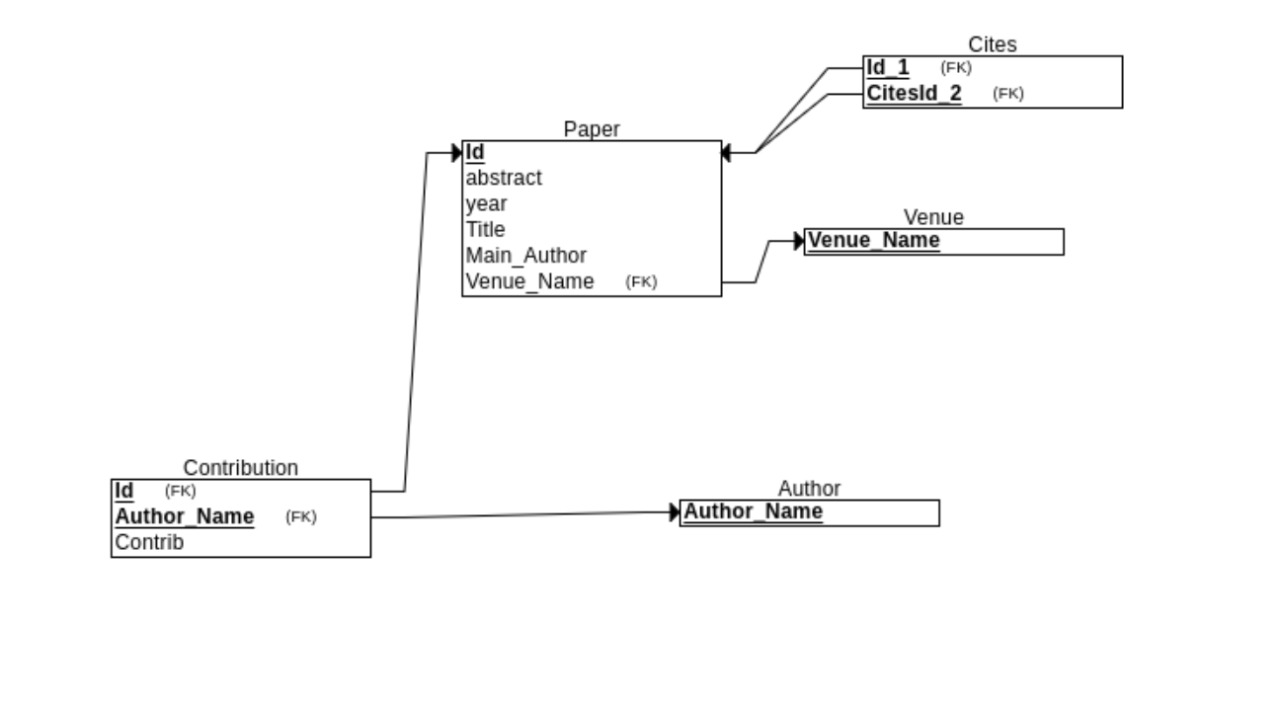 Cites
Id_1 (FK)
CitesId_2 (FK)
Paper
Id
abstract
year
Title
Main_Author
Venue_Name (FK)
Venue
Venue_Name
Contribution
Id (FK)
Author_Name (FK)
Contrib
Author
Author_Name